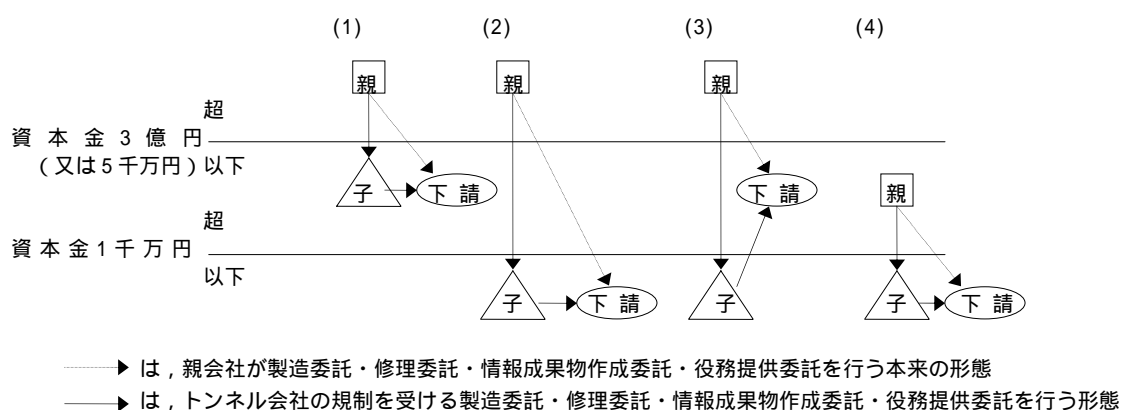 (1) (2) (3) (4)
親 親 親
超
資本金3億円
(又は5千万円)以下
子 下請 下請 親
超
資本金1千万円
以下
子 下請 子 子 下請
は,親会社が製造委託・修理委託・情報成果物作成委託・役務提供委託を行う本来の形態
は,トンネル会社の規制を受ける製造委託・修理委託・情報成果物作成委託・役務提供委託を行う形態